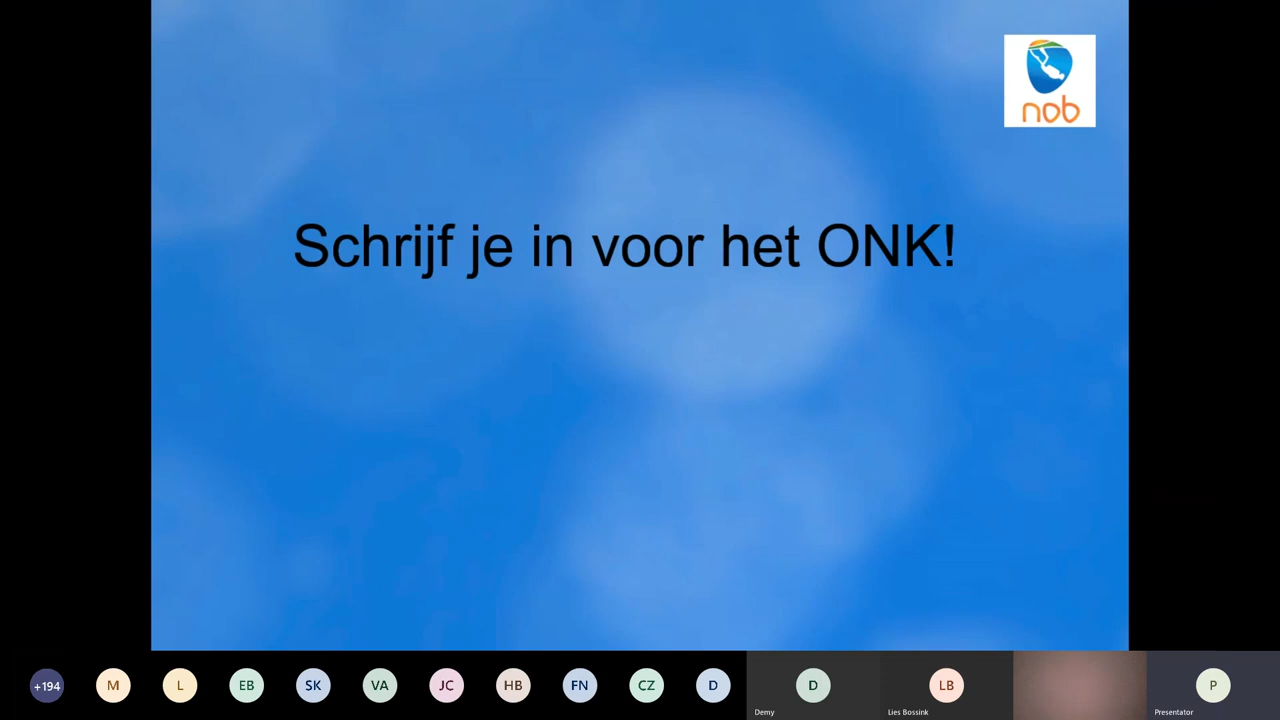 nob
Schrijf je in voor het ONK!
+194
M
L
EB
SK
VA
JC
HB
FN
CZ
D
D
LB
P
Demy
Lies Bossink
Presentator